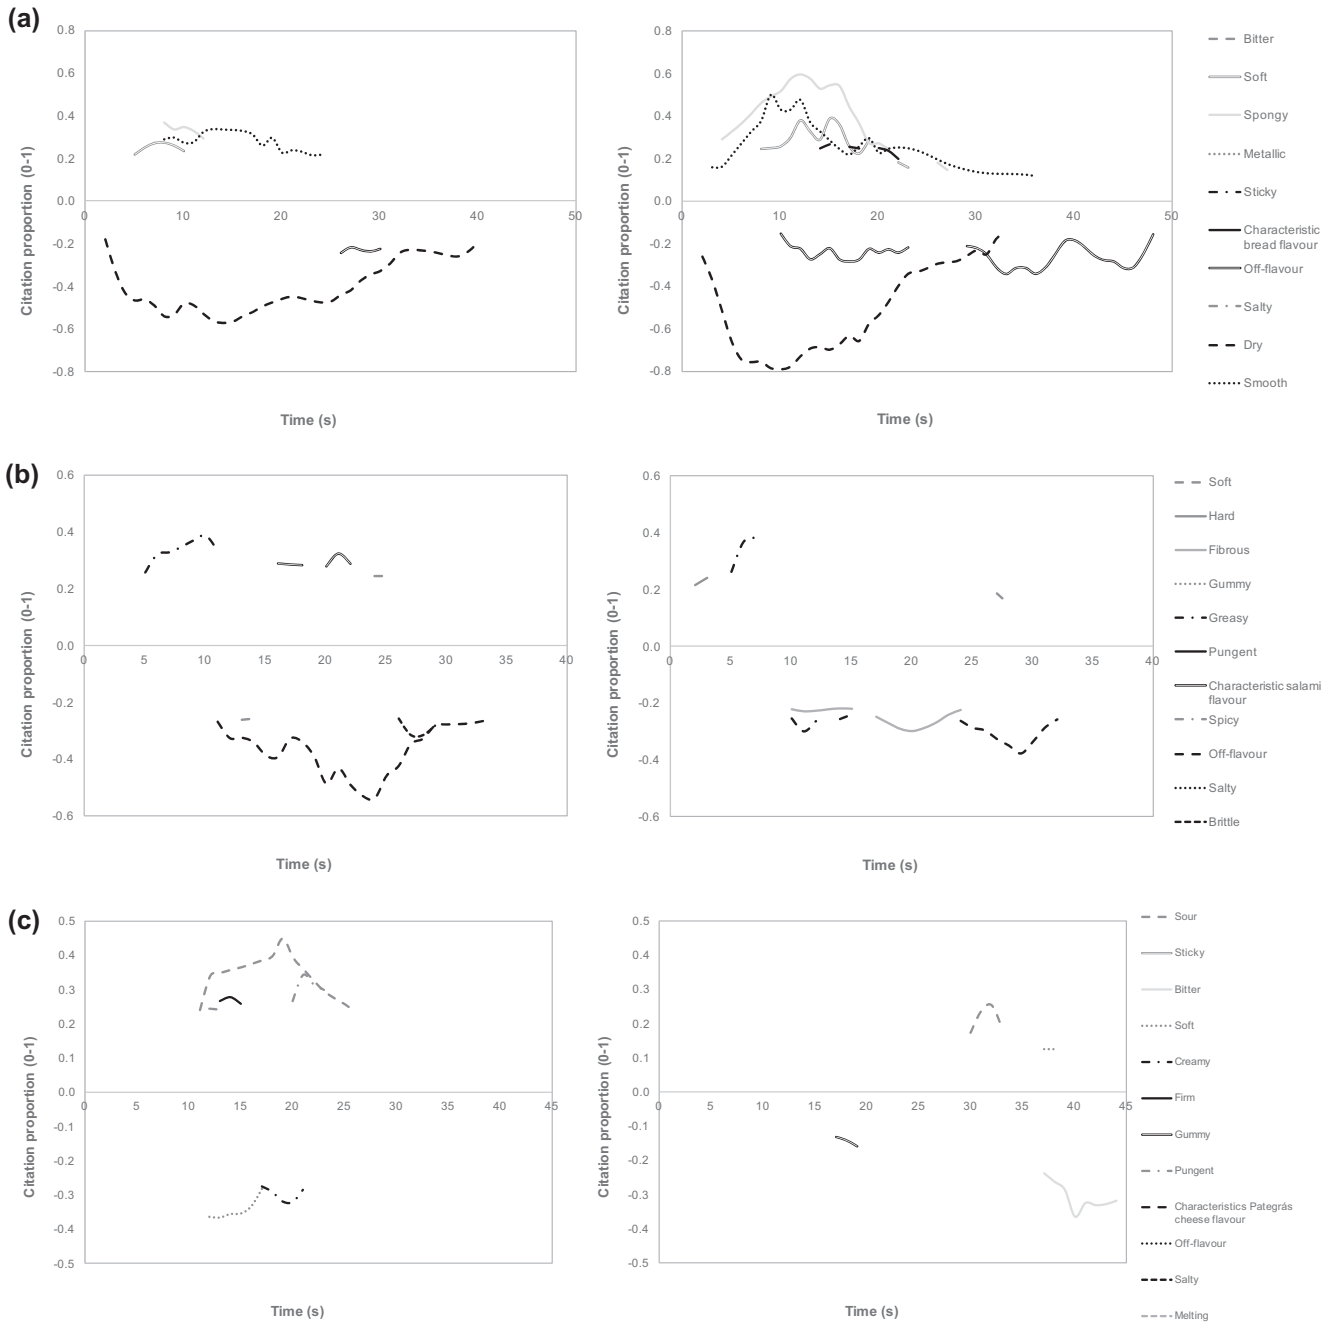 (a)
0.8
0.6
0.4
0.2
0.0
-0.2
-0.4
-0.6
-0.8
0 10 20 30 40 50
Citation proportion (0-1)
Time (s)
0.8
0.6
0.4
0.2
0.0
-0.2
-0.4
-0.6
-0.8
0 10 20 30 40 50
Citation proportion (0-1)
Time (s)
Bitter
Soft
Spongy
Metallic
Sticky
Characteristic
bread flavour
Off-flavour
Salty
Dry
Smooth
(b)
0.6
0.4
0.2
0.0
-0.2
-0.4
-0.6
0 5 10 15 20 25 30 35 40
Citation proportion (0-1)
Time (s)
0.6
0.4
0.2
0.0
-0.2
-0.4
-0.6
0 5 10 15 20 25 30 35 40
Citation proportion (0-1)
Time (s)
Soft
Hard
Fibrous
Gummy
Greasy
Pungent
Characteristic salami
flavour
Spicy
Off-flavour
Salty
Brittle
(c)
0.5
0.4
0.3
0.2
0.1
0.0
-0.1
-0.2
-0.3
-0.4
-0.5
0 5 10 15 20 25 30 35 40 45
Citation proportion (0-1)
Time (s)
0.5
0.4
0.3
0.2
0.1
0.0
-0.1
-0.2
-0.3
-0.4
-0.5
0 5 10 15 20 25 30 35 40 45
Citation proportion (0-1)
Time (s)
Sour
Sticky
Bitter
Soft
Creamy
Firm
Gummy
Pungent
Characteristics Pategrás
cheese flavour
Off-flavour
Salty
Melting